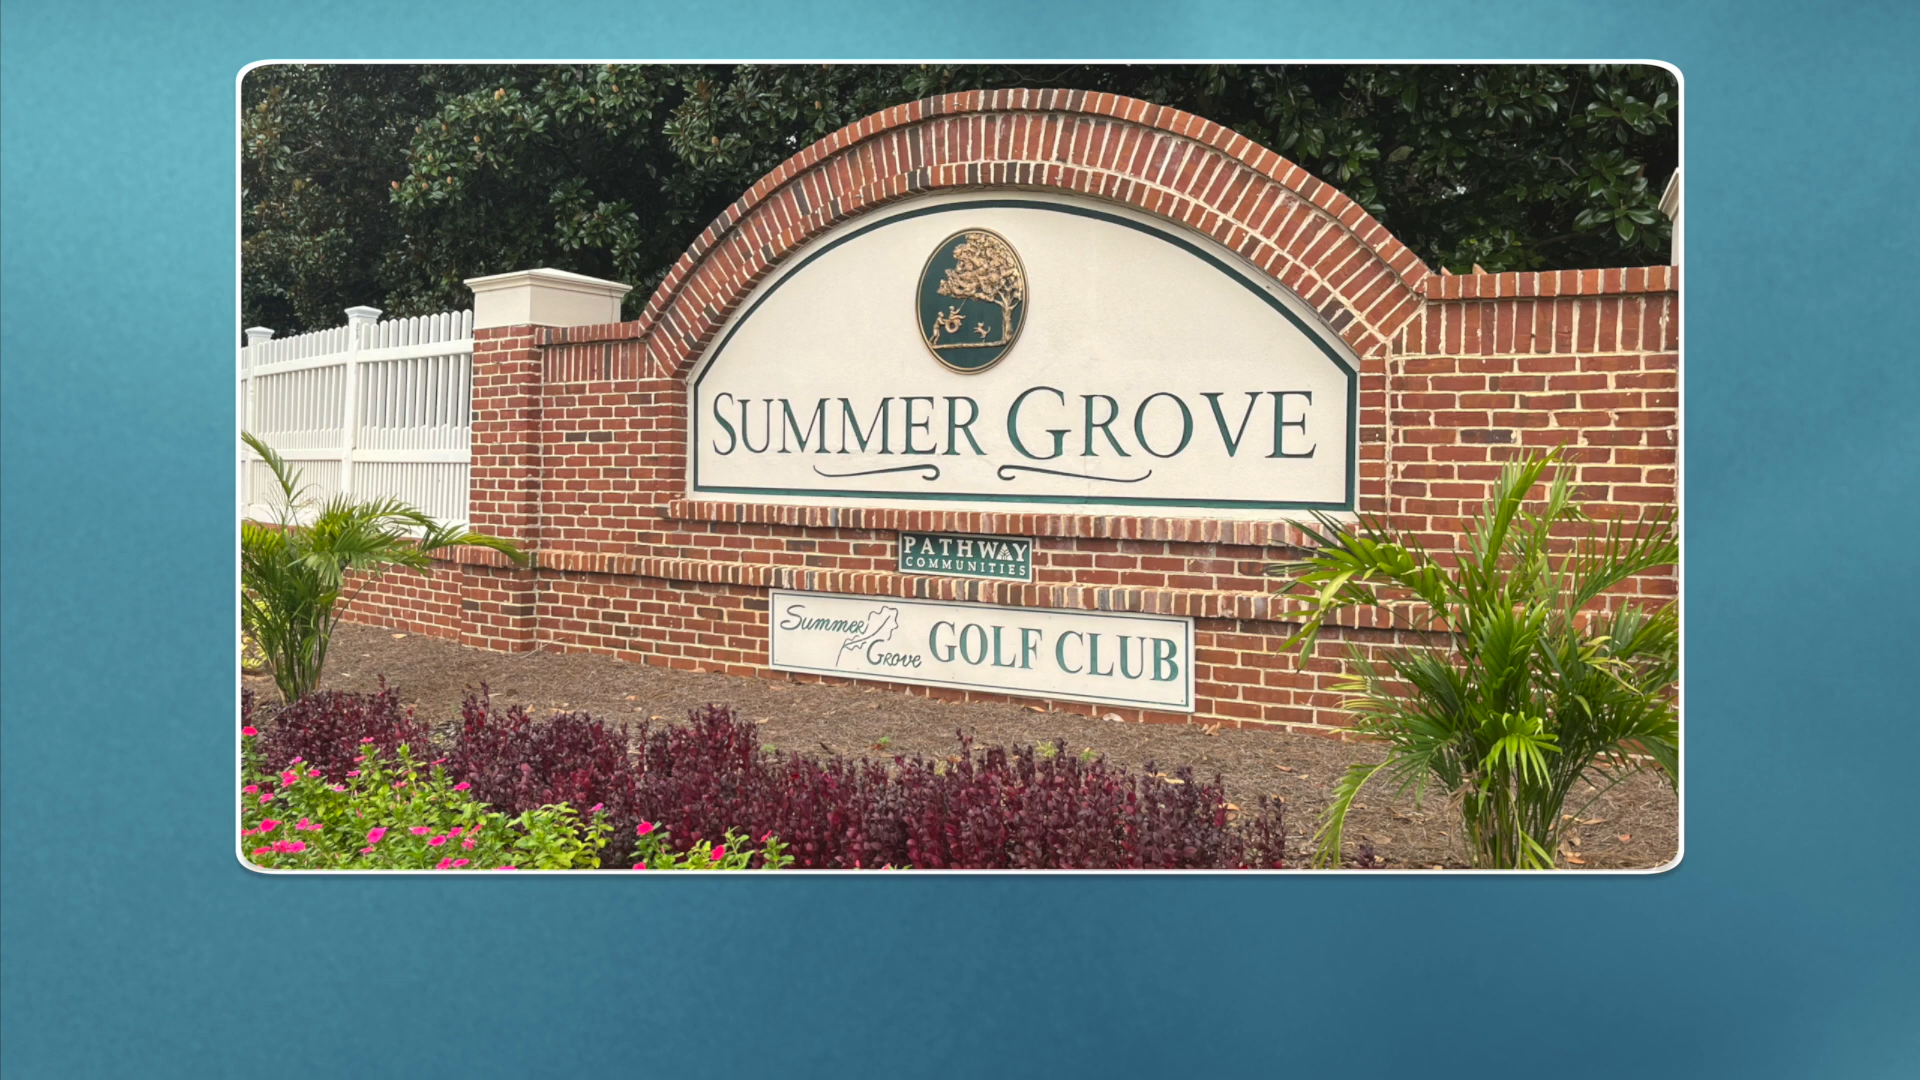 SUMMER GROVE
PATHWAY
COMMUNITIES
Summer
Grove
GOLF CLUB